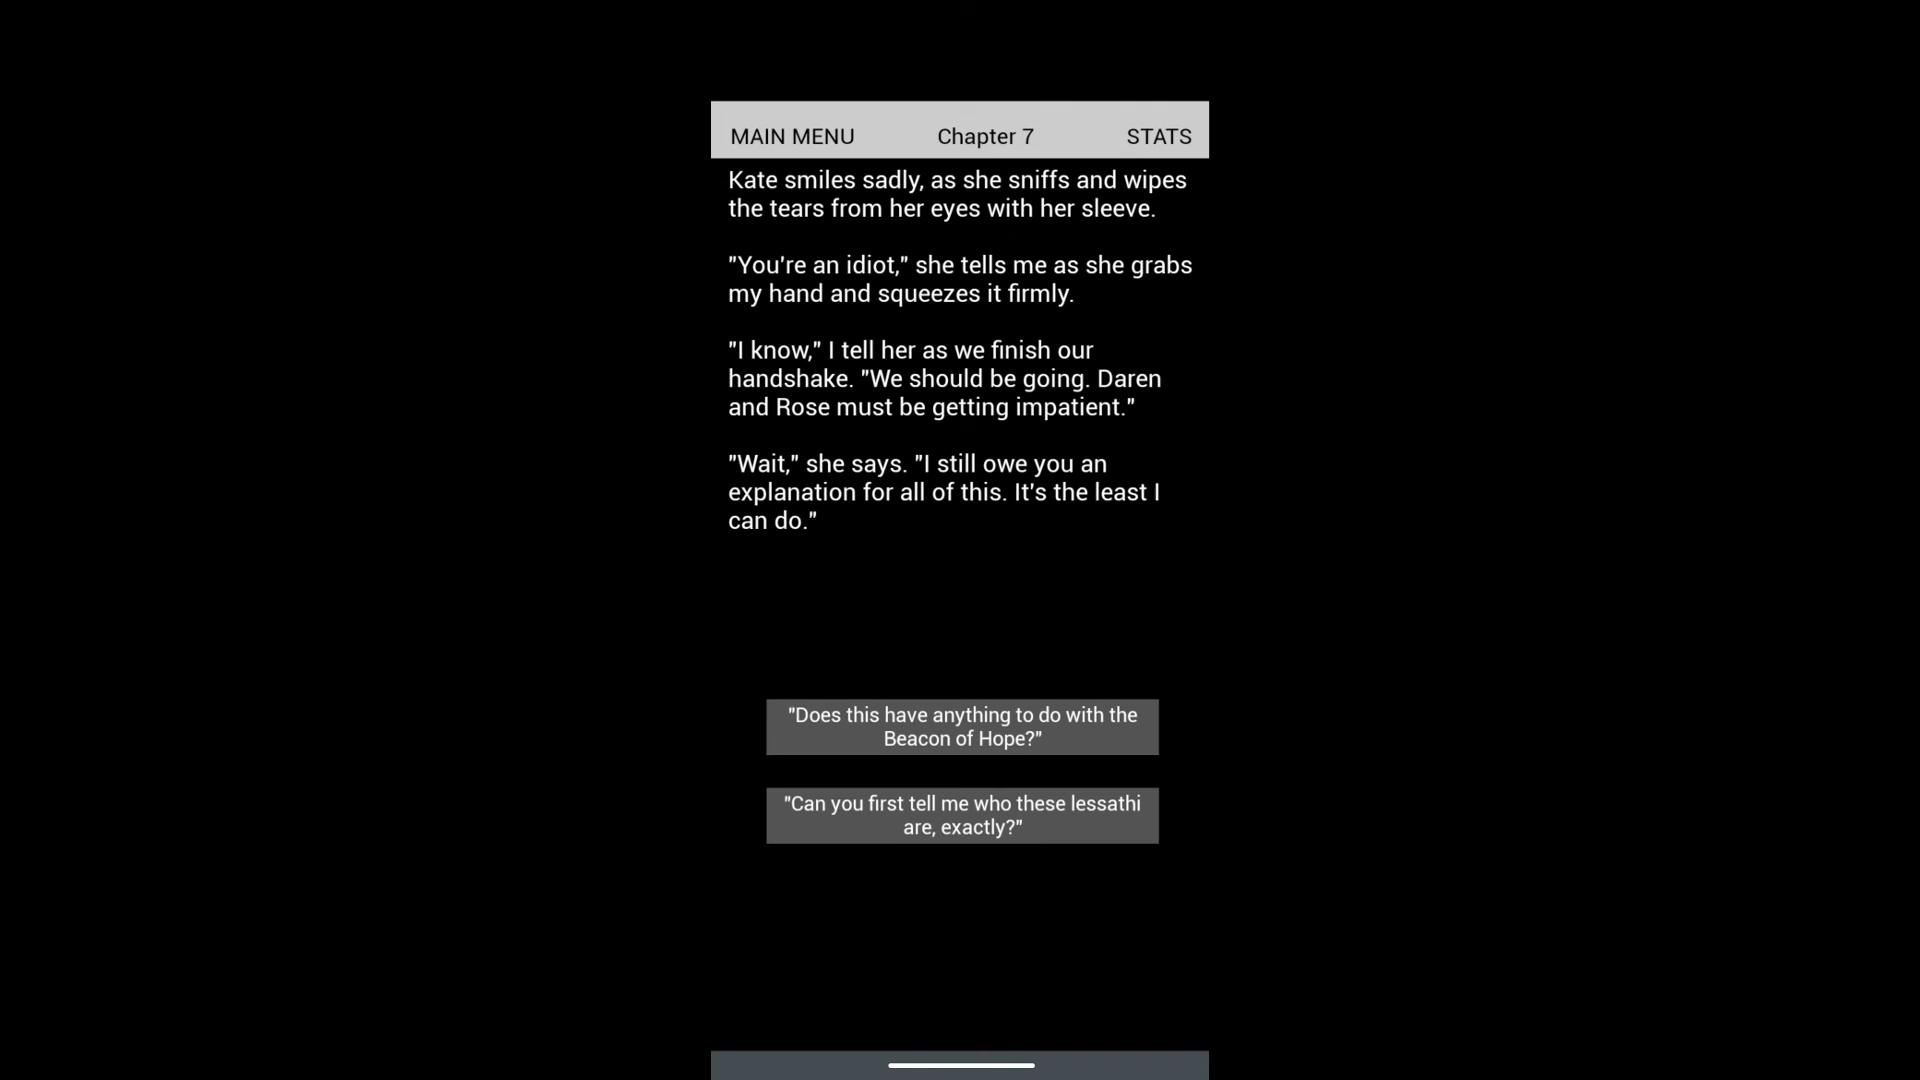 MAIN MENU Chapter 7 STATS
Kate smiles sadly, as she sniffs and wipes
the tears from her eyes with her sleeve.
"You're an idiot," she tells me as she grabs
my hand and squeezes it firmly.
"I know," I tell her as we finish our
handshake. "We should be going. Daren
and Rose must be getting impatient."
"Wait," she says. "I still owe you an
explanation for all of this. It's the least I
can do."
"Does this have anything to do with the
Beacon of Hope?"
"Can you first tell me who these lessathi
are, exactly?"